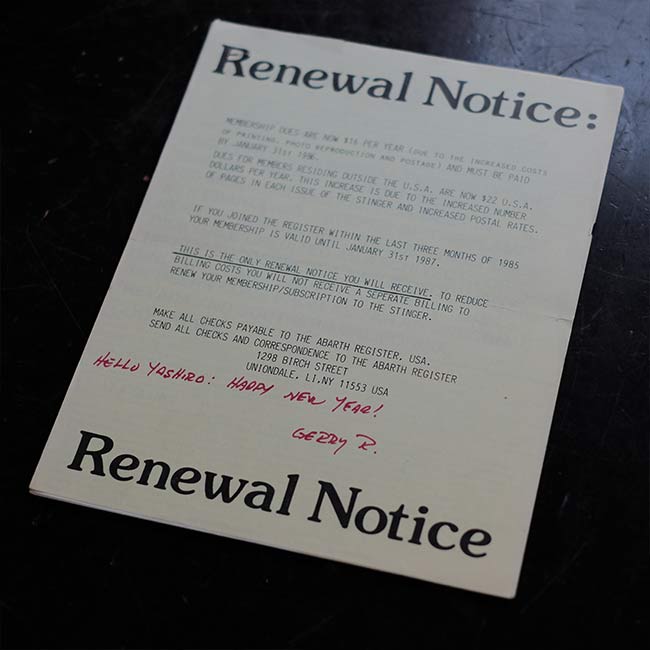 Renewal Notice:
MEMBERSHIP DUES ARE NOW $16 PER YEAR (DUE TO THE INCREASED COSTS
OF PRINTING, PHOTO REPRODUCTION AND POSTAGE) AND MUST BE PAID
BY JANUARY 31st 1986.
DUES FOR MEMBERS RESIDING OUTSIDE THE U.S.A. ARE NOW $22 U.S.A.
DOLLARS PER YEAR. THIS INCREASE IS DUE TO THE INCREASED NUMBER
OF PAGES IN EACH ISSUE OF THE STINGER AND INCREASED POSTAL RATES.
IF YOU JOINED THE REGISTER WITHIN THE LAST THREE MONTHS OF 1985
YOUR MEMBERSHIP IS VALID UNTIL JANUARY 31st 1987.
THIS IS THE ONLY RENEWAL NOTICE YOU WILL RECEIVE. TO REDUCE
BILLING COSTS YOU WILL NOT RECEIVE A SEPERATE BILLING TO
RENEW YOUR MEMBERSHIP/SUBSCRIPTION TO THE STINGER.
MAKE ALL CHECKS PAYABLE TO THE ABARTH REGISTER, USA.
SEND ALL CHECKS AND CORRESPONDENCE TO THE ABARTH REGISTER
1298 BIRCH STREET
UNIONDALE, LI,NY 11553 USA
HELLO YASHIRO: HAPPY NEW YEAR!
GERRY R.
Renewal Notice